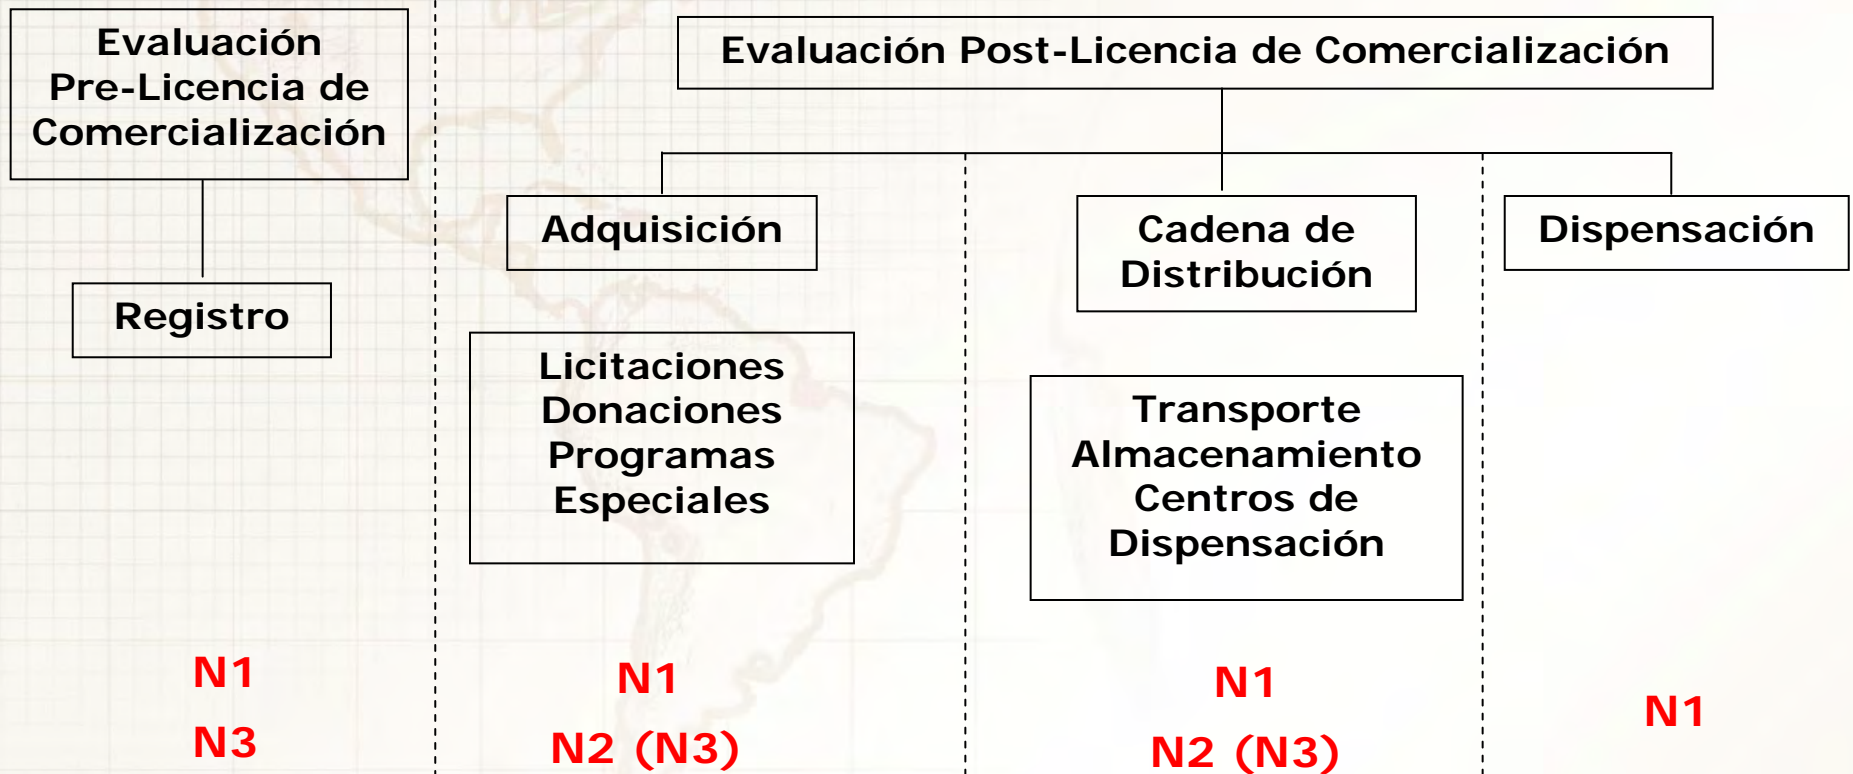 Evaluación
Pre-Licencia de
Comercialización
Registro
N1
N3
Evaluación Post-Licencia de Comercialización
Adquisición
Licitaciones
Donaciones
Programas
Especiales
N1
N2 (N3)
Cadena de
Distribución
Transporte
Almacenamiento
Centros de
Dispensación
N1
N2 (N3)
Dispensación
N1